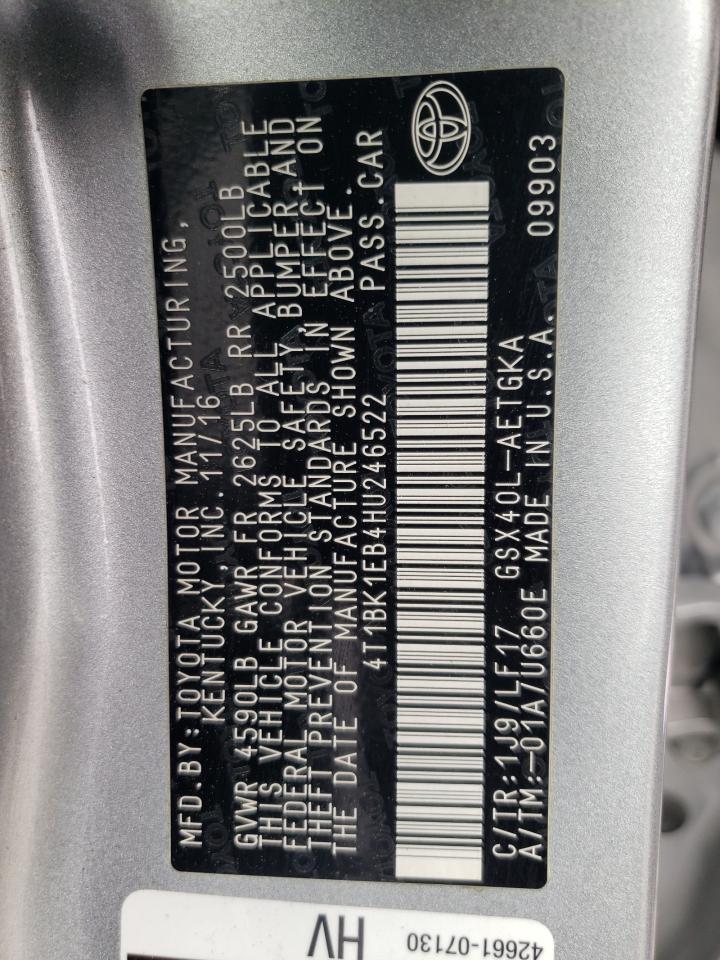 MFD.BY:TOYOTA MOTOR MANUFACTURING,
KENTUCKY, INC. 11/16
GVWR 4590LB GAWR FR 2625LB RR 2500LB
THIS VEHICLE CONFORMS TO ALL APPLICABLE
FEDERAL MOTOR VEHICLE SAFETY, BUMPER, AND
THEFT PREVENTION STANDARDS IN EFFECT ON
THE DATE OF MANUFACTURE SHOWN ABOVE.
4T1BK1EB4HU246522 PASS.CAR
C/TR:1J9/LF17 GSX40L-AETGKA 09903
A/TM:-01A/U660E MADE IN U.S.A.
HV
42661-07130